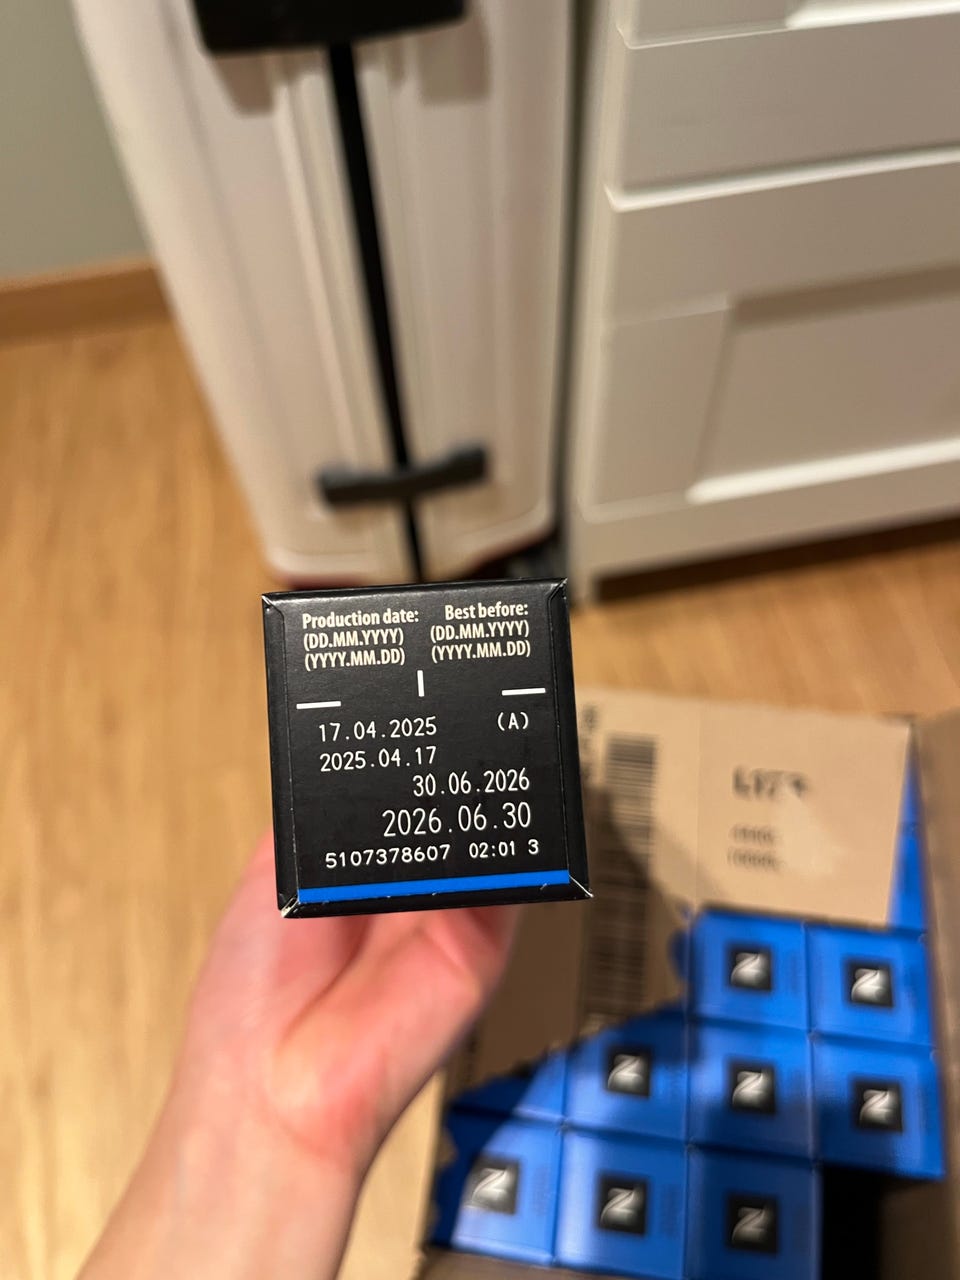 Production date: Best before:
(DD.MM.YYYY) (DD.MM.YYYY)
(YYYY.MM.DD) (YYYY.MM.DD)
17.04.2025 (A)
2025.04.17
30.06.2026
2026.06.30
5107378607 02:01 3